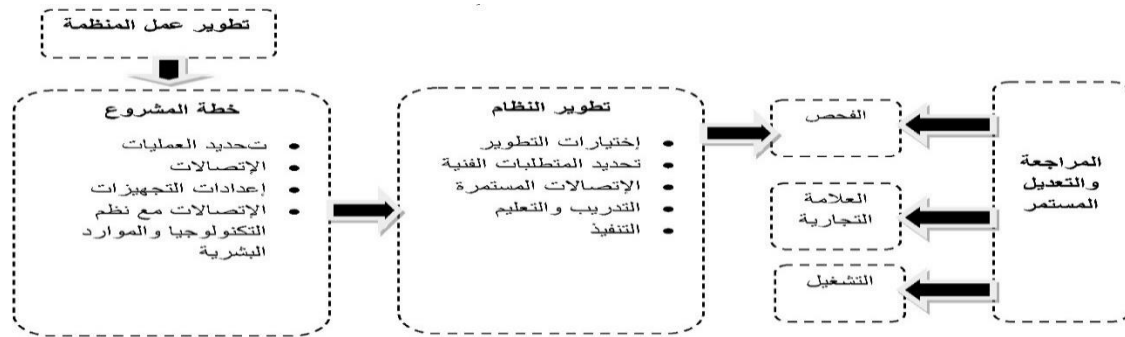 تطوير عمل المنظمة
خطة المشروع
• تحديد العمليات
• الإتصالات
• إعدادات التجهيزات
• الإتصالات مع نظم
التكنولوجيا والموارد
البشرية
تطوير النظام
• إختيارات التطوير
• تحديد المتطلبات الفنية
• الإتصالات المستمرة
• التدريب والتعليم
• التنفيذ
الفحص
العلامة
التجارية
التشغيل
المراجعة
والتعديل
المستمر